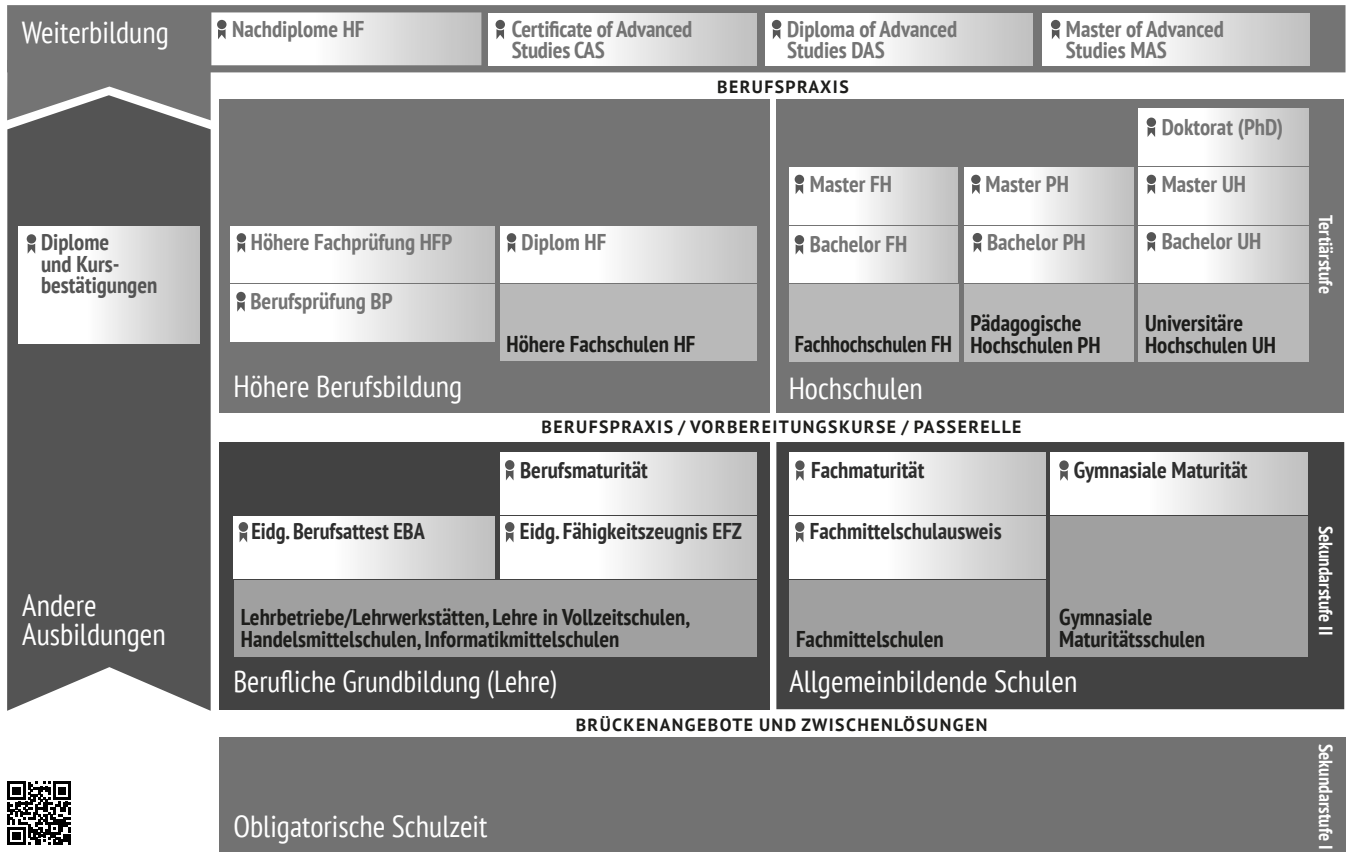 Weiterbildung
Nachdiplome HF
Certificate of Advanced
Studies CAS
Diploma of Advanced
Studies DAS
Master of Advanced
Studies MAS
BERUFSPRAXIS
Doktorat (PhD)
Master FH
Master PH
Master UH
Diplome
und Kurs-
bestätigungen
Höhere Fachprüfung HFP
Diplom HF
Bachelor FH
Bachelor PH
Bachelor UH
Tertiärstufe
Berufsprüfung BP
Höhere Fachschulen HF
Fachhochschulen FH
Pädagogische
Hochschulen PH
Universitäre
Hochschulen UH
Höhere Berufsbildung
Hochschulen
BERUFSPRAXIS / VORBEREITUNGSKURSE / PASSERELLE
Berufsmaturität
Fachmaturität
Gymnasiale Maturität
Eidg. Berufsattest EBA
Eidg. Fähigkeitszeugnis EFZ
Fachmittelschulausweis
Sekundarstufe II
Andere
Ausbildungen
Lehrbetriebe/Lehrwerkstätten, Lehre in Vollzeitschulen,
Handelsmittelschulen, Informatikmittelschulen
Fachmittelschulen
Gymnasiale
Maturitätsschulen
Berufliche Grundbildung (Lehre)
Allgemeinbildende Schulen
BRÜCKENANGEBOTE UND ZWISCHENLÖSUNGEN
Sekundarstufe I
Obligatorische Schulzeit